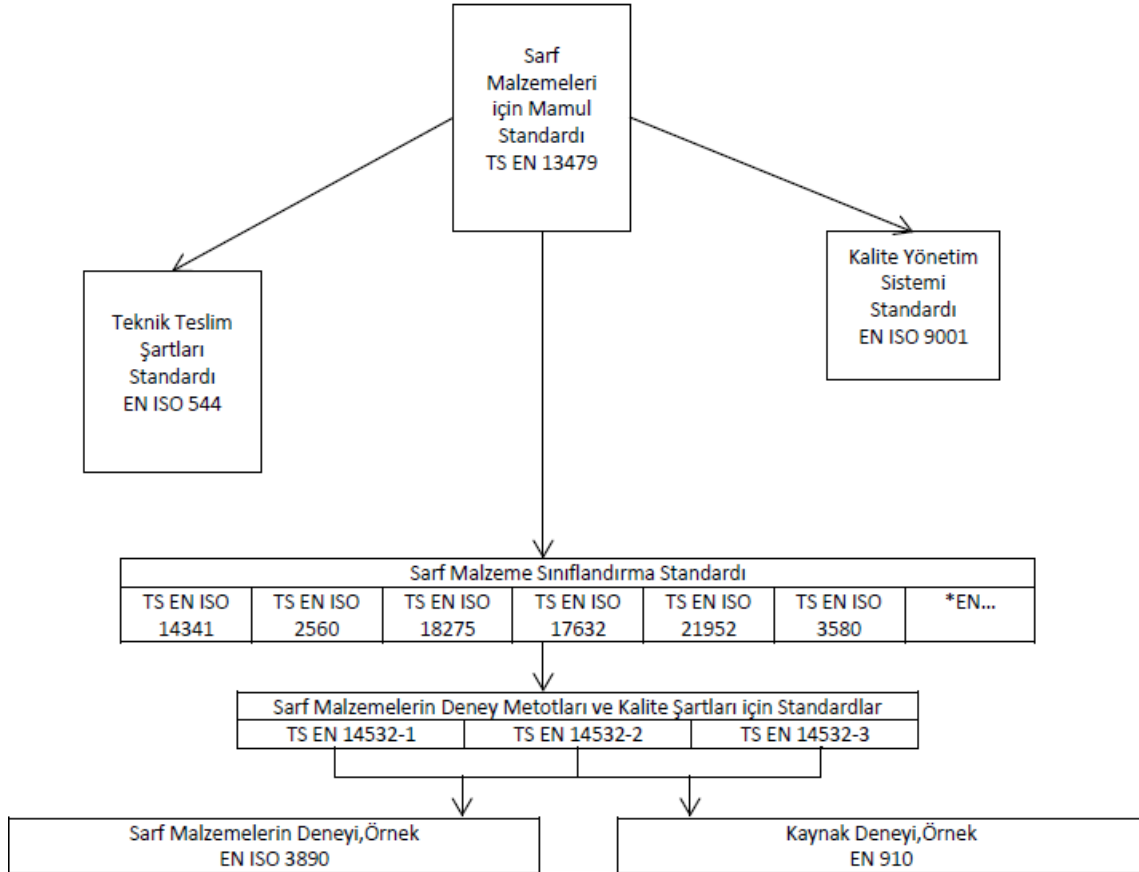 Sarf
Malzemeleri
için Mamul
Standardı
TS EN 13479
Kalite Yönetim
Sistemi
Standardı
EN ISO 9001
Teknik Teslim
Şartları
Standardı
EN ISO 544
Sarf Malzeme Sınıflandırma Standardı
TS EN ISO
14341
TS EN ISO
2560
TS EN ISO
18275
TS EN ISO
17632
TS EN ISO
21952
TS EN ISO
3580
*EN...
Sarf Malzemelerin Deney Metotları ve Kalite Şartları için Standardlar
TS EN 14532-1
TS EN 14532-2
TS EN 14532-3
Sarf Malzemelerin Deneyi,Örnek
EN ISO 3890
Kaynak Deneyi,Örnek
EN 910